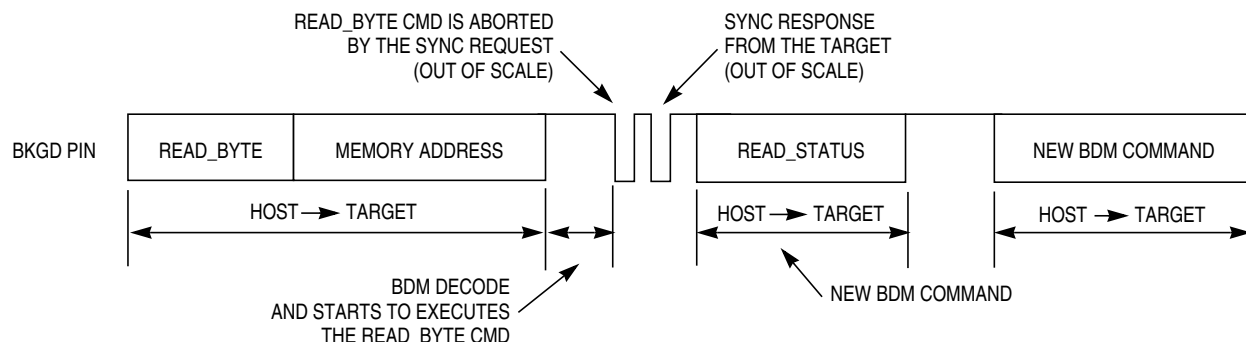 READ_BYTE CMD IS ABORTED
BY THE SYNC REQUEST
(OUT OF SCALE)
SYNC RESPONSE
FROM THE TARGET
(OUT OF SCALE)
BKGD PIN
READ_BYTE
MEMORY ADDRESS
READ_STATUS
NEW BDM COMMAND
HOST → TARGET
HOST → TARGET
HOST → TARGET
BDM DECODE
AND STARTS TO EXECUTES
THE READ_BYTE CMD
NEW BDM COMMAND